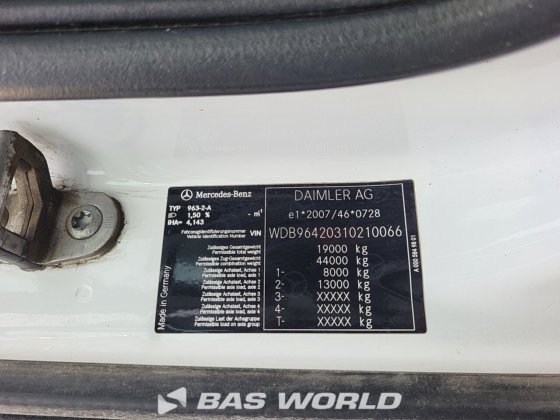 Mercedes-Benz
DAIMLER AG
TYP 963-2-A
1,50 % - m³
e1*2007/46*0728
IHA= 4,143
Fahrzeugidentifizierungsnummer
Vehicle identification number
VIN
WDB96420310210066
Zulässiges Gesamtgewicht
Permissible total weight
19000 kg
Zulässiges Zug-Gesamtgewicht
Permissible combination weight
44000 kg
Zulässige Achslast, Achse 1
Permissible axle load, axle 1
1- 8000 kg
Zulässige Achslast, Achse 2
Permissible axle load, axle 2
2- 13000 kg
Zulässige Achslast, Achse 3
Permissible axle load, axle 3
3- XXXXX kg
Zulässige Achslast, Achse 4
Permissible axle load, axle 4
4- XXXXX kg
Zulässige Last der Achsgruppe
Permissible load on axle group
T- XXXXX kg
Made in Germany
BAS WORLD